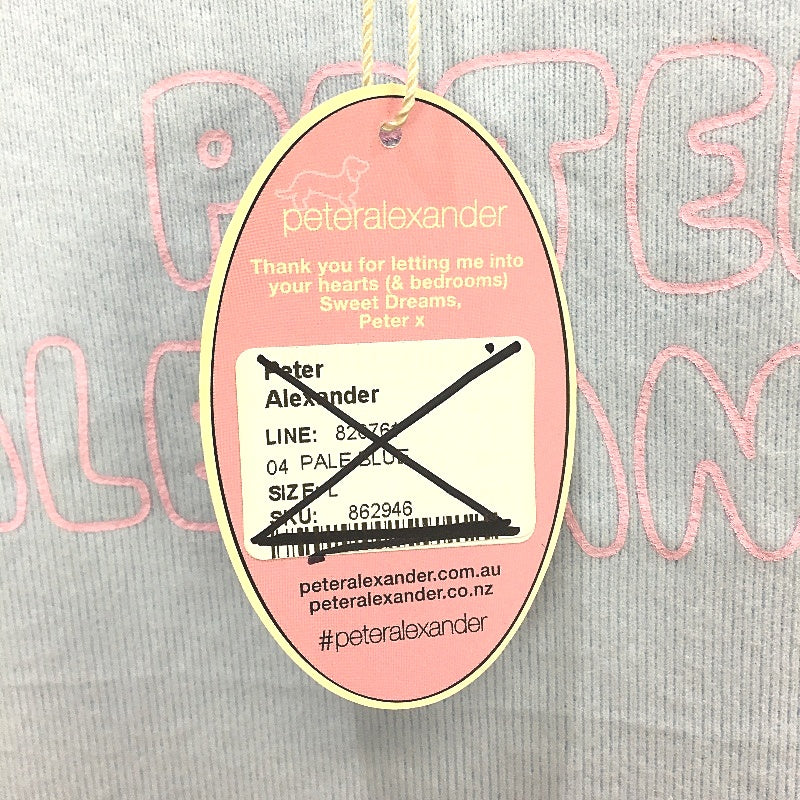 peteralexander
Thank you for letting me into
your hearts (& bedrooms)
Sweet Dreams,
Peter x
Peter
Alexander
LINE:
04 PALE BLUE
SIZE: L
SKU: 862946
peteralexander.com.au
peteralexander.co.nz
#peteralexander